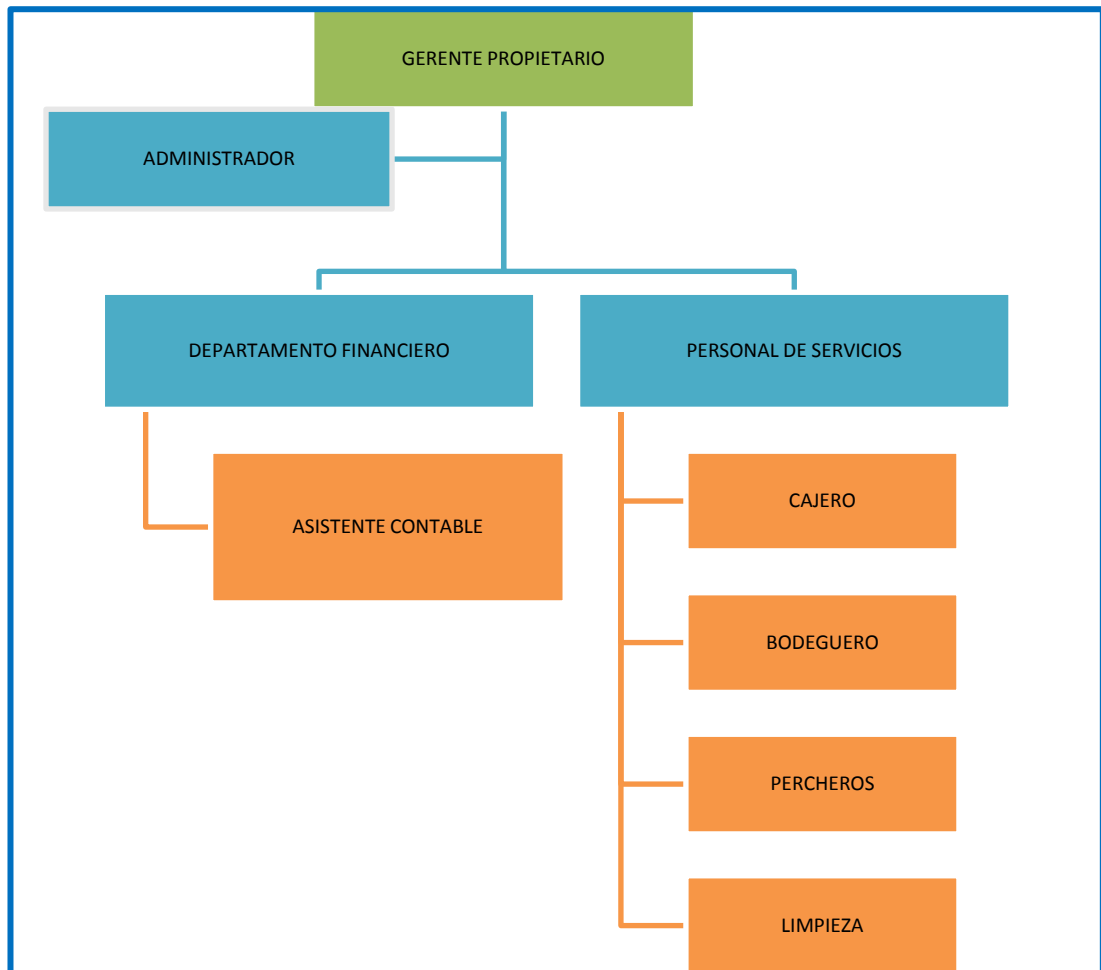 GERENTE PROPIETARIO
ADMINISTRADOR
DEPARTAMENTO FINANCIERO
PERSONAL DE SERVICIOS
ASISTENTE CONTABLE
CAJERO
BODEGUERO
PERCHEROS
LIMPIEZA